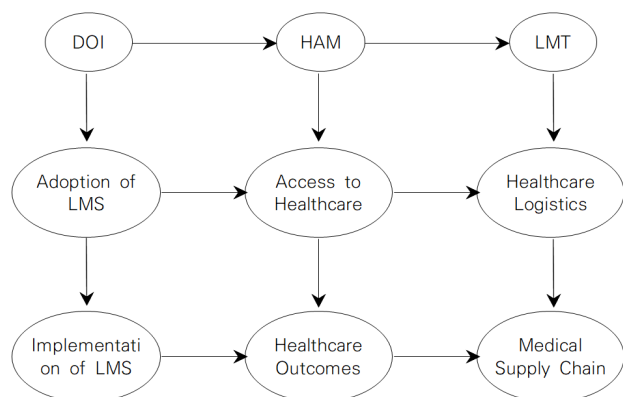 DOI
HAM
LMT
Adoption of
LMS
Access to
Healthcare
Healthcare
Logistics
Implementati
on of LMS
Healthcare
Outcomes
Medical
Supply Chain